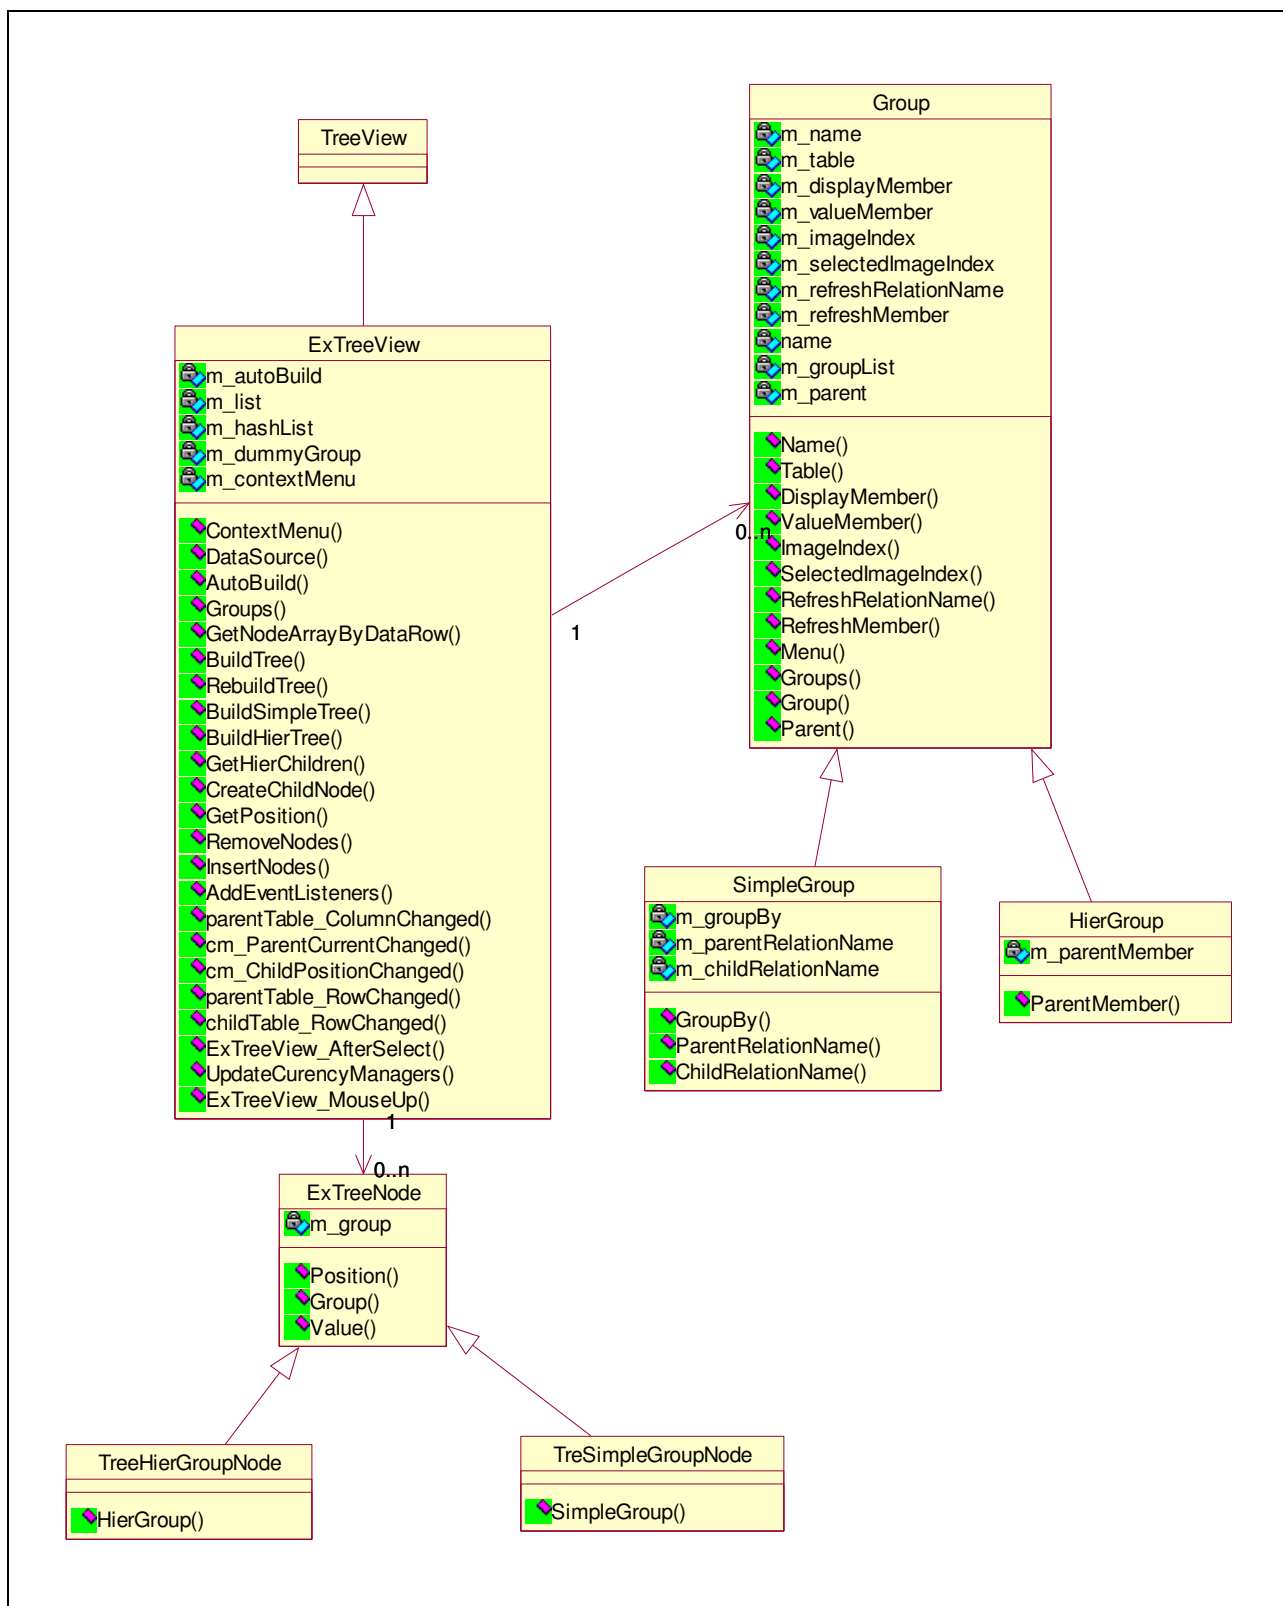 TreeView
ExTreeView
m_autoBuild
m_list
m_hashList
m_dummyGroup
m_contextMenu
ContextMenu()
DataSource()
AutoBuild()
Groups()
GetNodeArrayByDataRow()
BuildTree()
RebuildTree()
BuildSimpleTree()
BuildHierTree()
GetHierChildren()
CreateChildNode()
GetPosition()
RemoveNodes()
InsertNodes()
AddEventListeners()
parentTable_ColumnChanged()
cm_ParentCurrentChanged()
cm_ChildPositionChanged()
parentTable_RowChanged()
childTable_RowChanged()
ExTreeView_AfterSelect()
UpdateCurencyManagers()
ExTreeView_MouseUp()
Group
m_name
m_table
m_displayMember
m_valueMember
m_imageIndex
m_selectedImageIndex
m_refreshRelationName
m_refreshMember
name
m_groupList
m_parent
Name()
Table()
DisplayMember()
ValueMember()
ImageIndex()
SelectedImageIndex()
RefreshRelationName()
RefreshMember()
Menu()
Groups()
Group()
Parent()
0..n
1
SimpleGroup
m_groupBy
m_parentRelationName
m_childRelationName
GroupBy()
ParentRelationName()
ChildRelationName()
HierGroup
m_parentMember
ParentMember()
1
0..n
ExTreeNode
m_group
Position()
Group()
Value()
TreeHierGroupNode
HierGroup()
TreSimpleGroupNode
SimpleGroup()